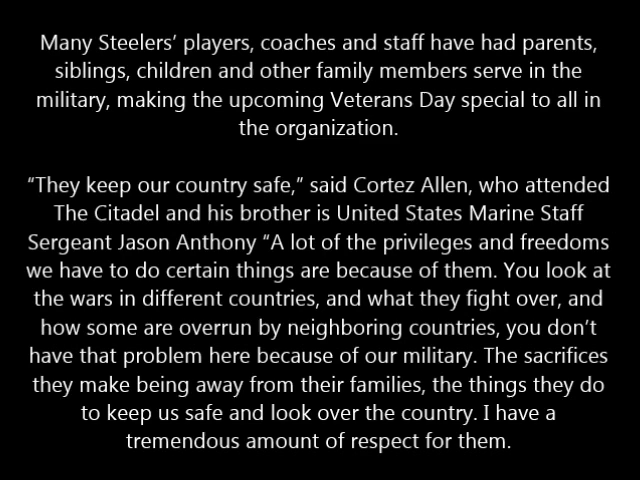 Many Steelers‘ players, coaches and staff have had parents,
siblings, children and other family members serve in the
military, making the upcoming Veterans Day special to all in
the organization.
“They keep our country safe,” said Cortez Allen, who attended
The Citadel and his brother is United States Marine Staff
Sergeant Jason Anthony “A lot of the privileges and freedoms
we have to do certain things are because of them. You look at
the wars in different countries, and what they fight over, and
how some are overrun by neighboring countries, you don’t
have that problem here because of our military. The sacrifices
they make being away from their families, the things they do
to keep us safe and look over the country. I have a
tremendous amount of respect for them.